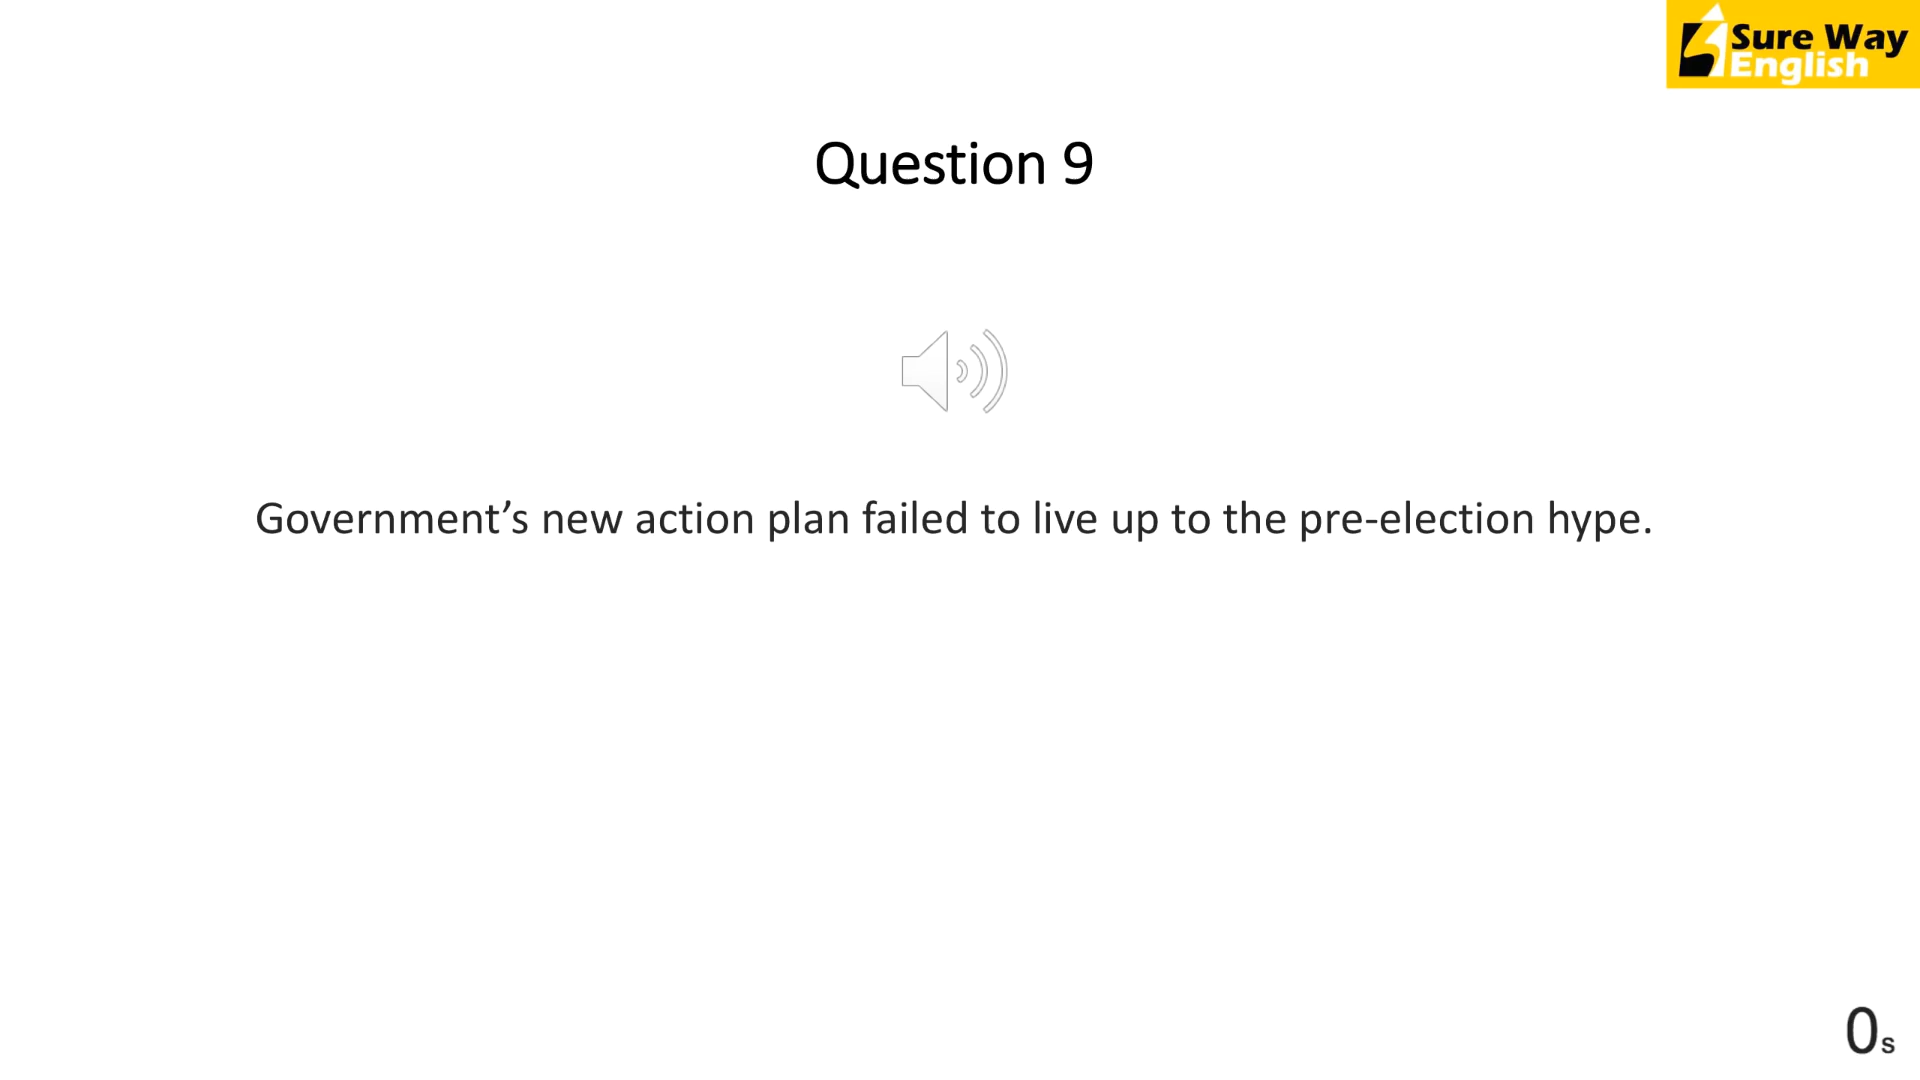 Sure Way
English
Question 9
Government’s new action plan failed to live up to the pre-election hype.
0s